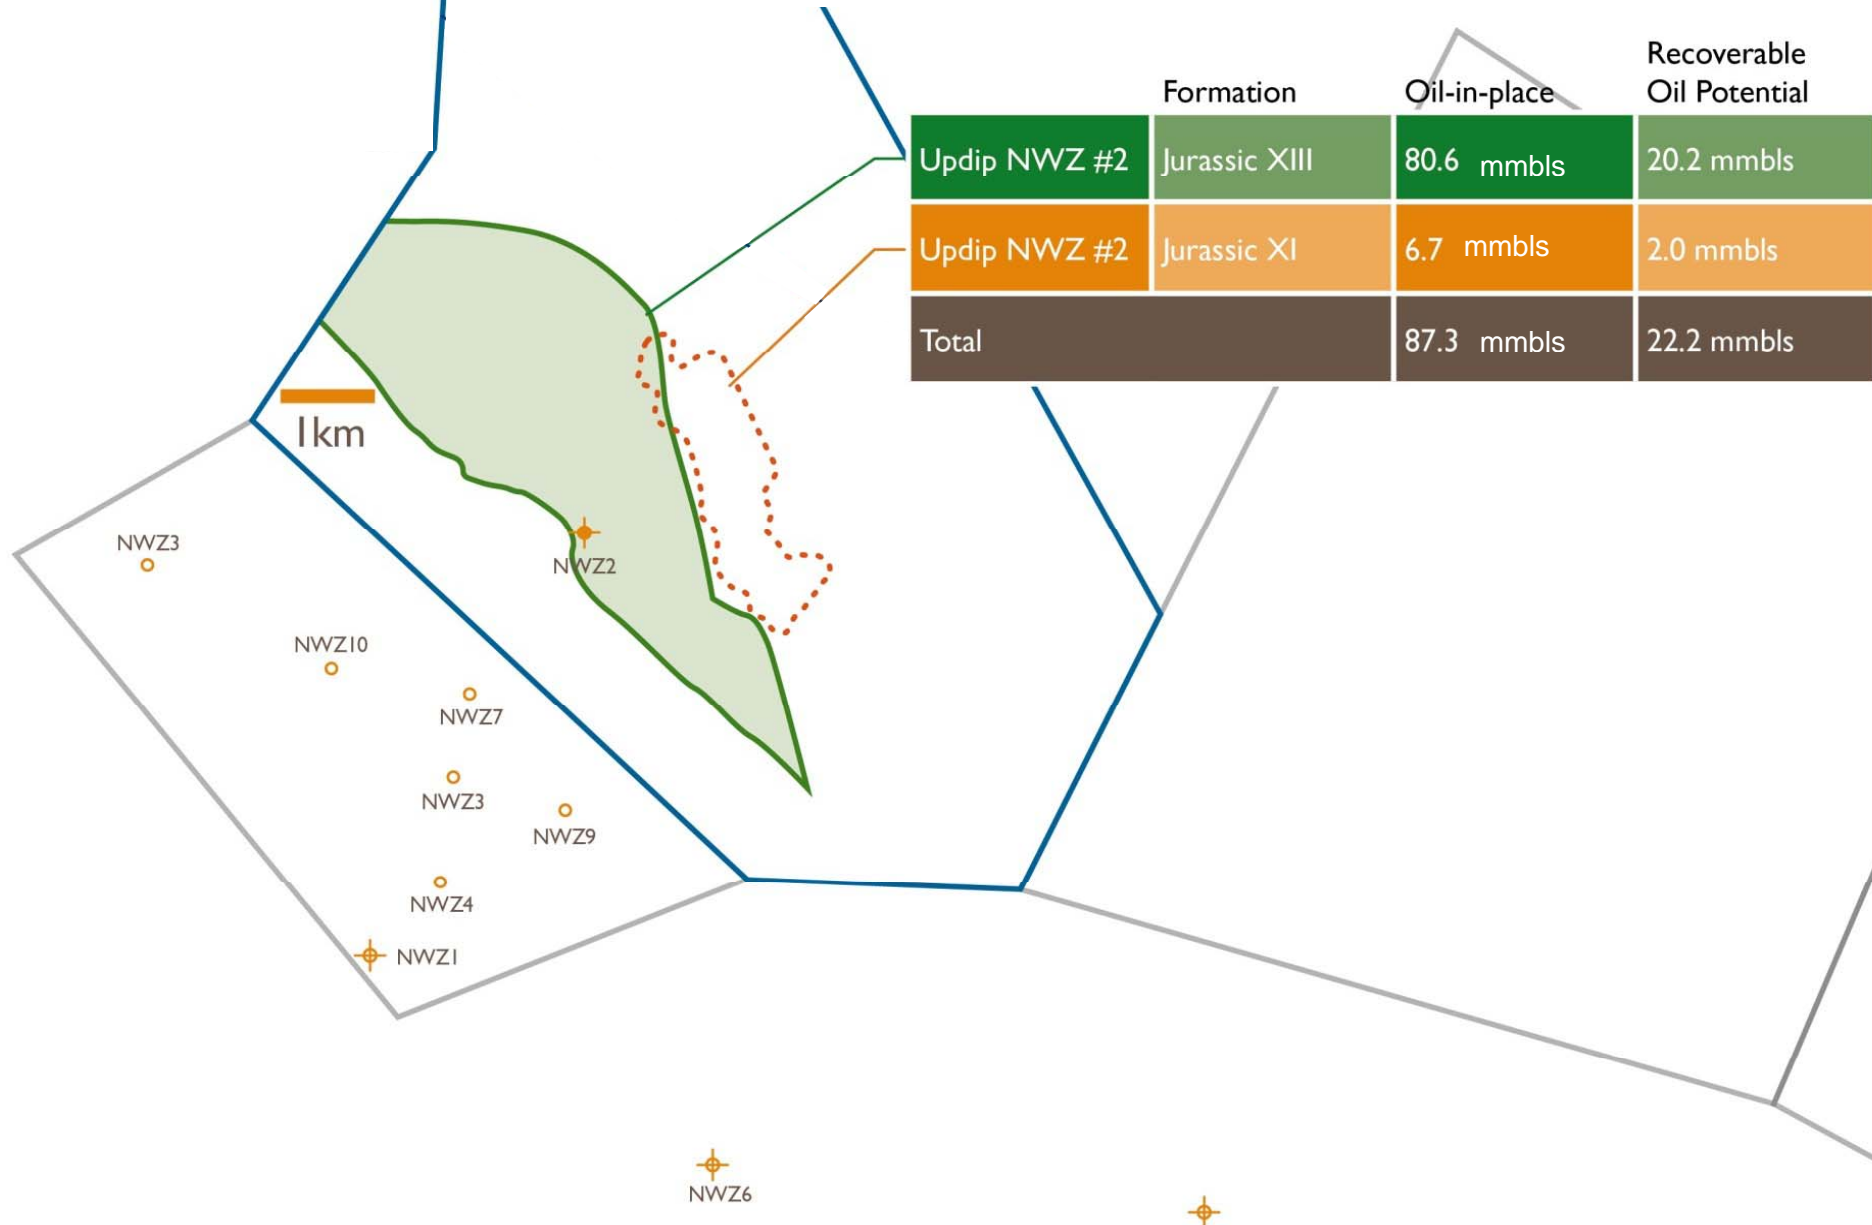 Recoverable
Formation Oil-in-place Oil Potential
Updip NWZ #2 Jurassic XIII 80.6 mmbls 20.2 mmbls
Updip NWZ #2 Jurassic XI 6.7 mmbls 2.0 mmbls
Total 87.3 mmbls 22.2 mmbls
1km
NWZ3
NWZ2
NWZ10
NWZ7
NWZ3
NWZ9
NWZ4
NWZ1
NWZ6